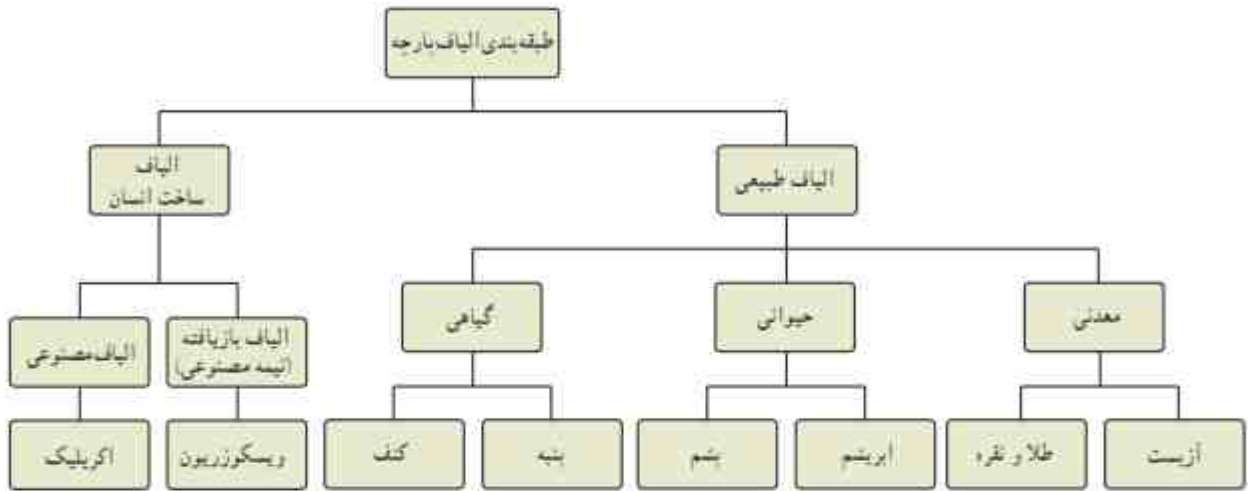 طبقه‌بندی الیاف پارچه
الیاف طبیعی
الیاف
ساخت انسان
معدنی
حیوانی
گیاهی
الیاف بازیافته
(نیمه مصنوعی)
الیاف مصنوعی
آزبست
طلا و نقره
ابریشم
پشم
پنبه
کنف
ویسکوزریون
اکریلیک